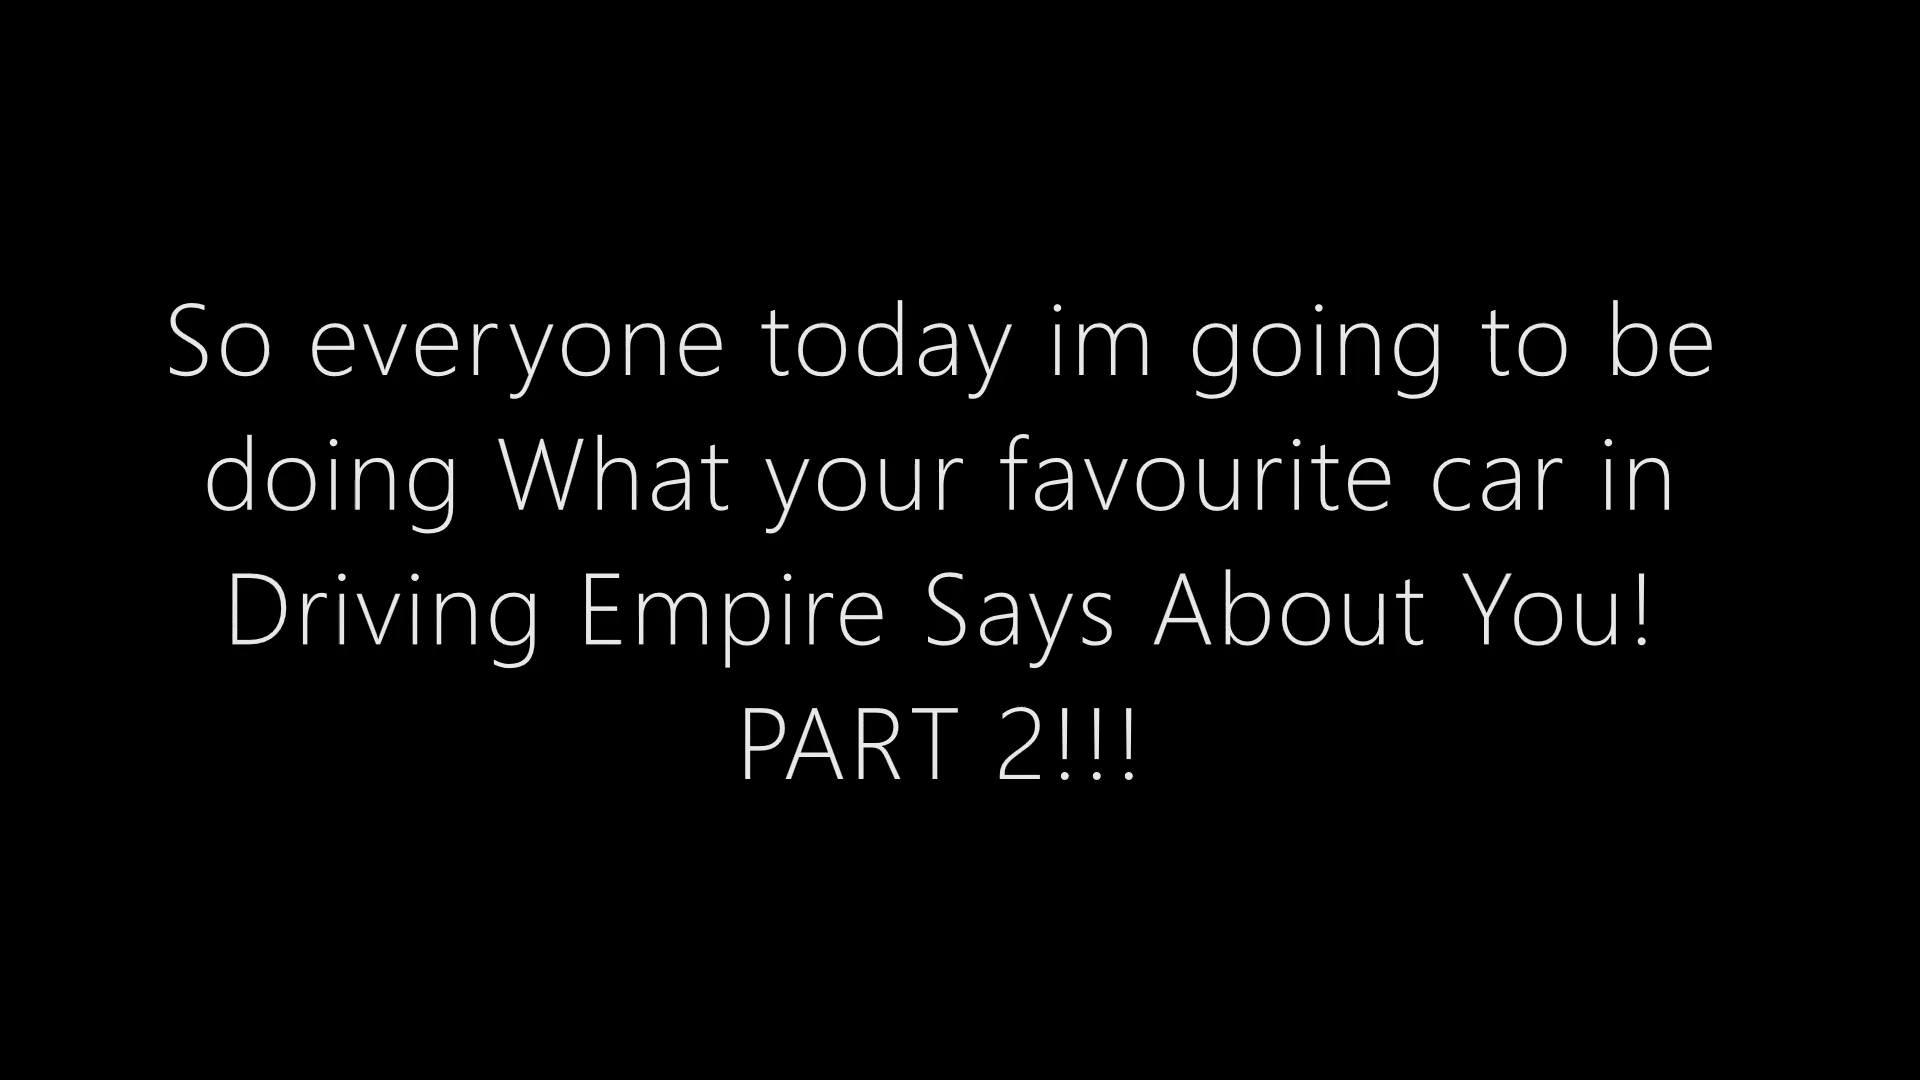 So everyone today im going to be
doing What your favourite car in
Driving Empire Says About You!
PART 2!!!